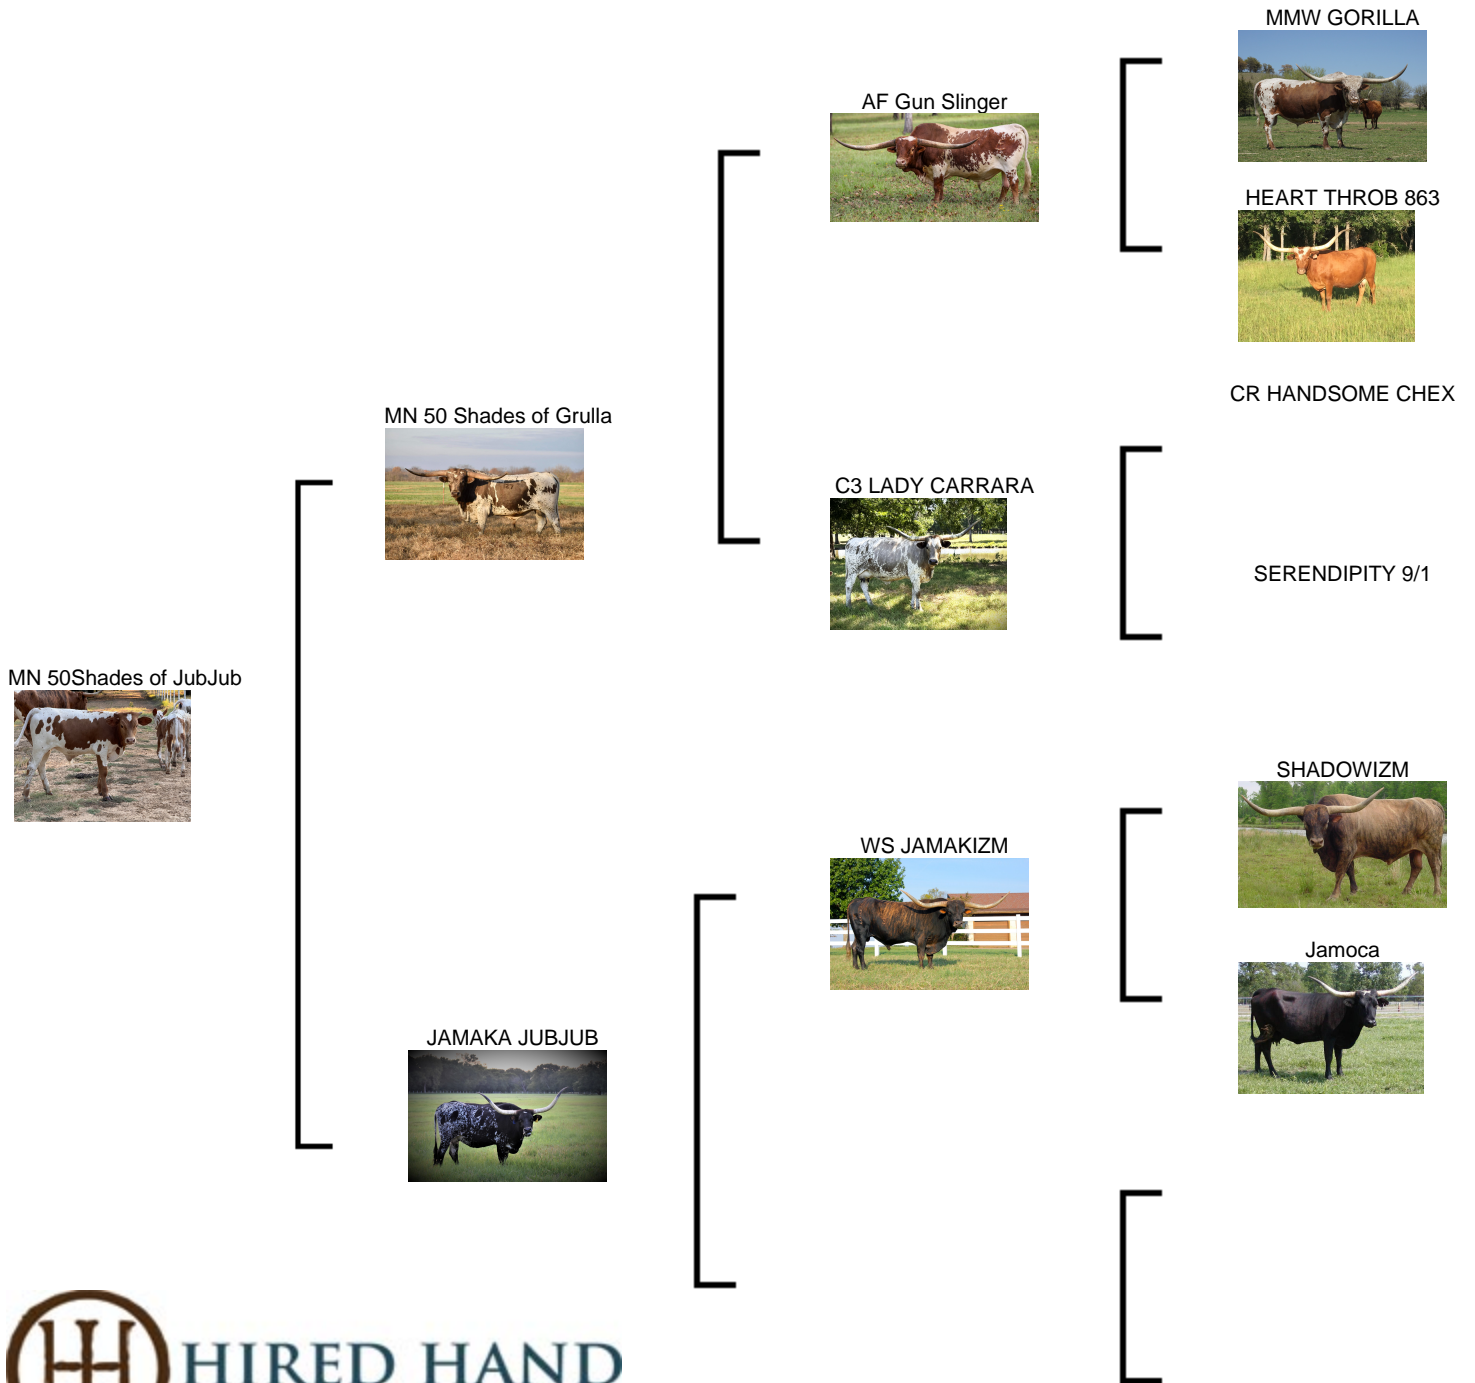 MMW GORILLA
AF Gun Slinger
HEART THROB 863
CR HANDSOME CHEX
MN 50 Shades of Grulla
C3 LADY CARRARA
SERENDIPITY 9/1
MN 50Shades of JubJub
SHADOWIZM
WS JAMAKIZM
Jamoca
JAMAKA JUBJUB
HIRED HAND